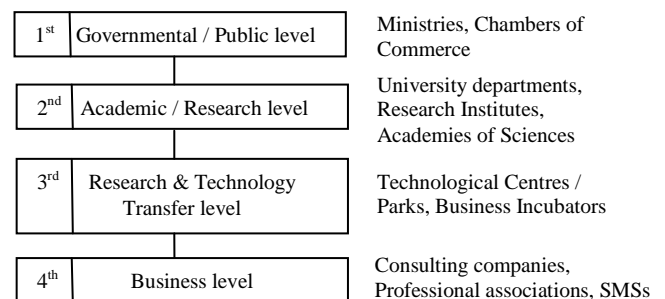 1st Governmental / Public level
Ministries, Chambers of
Commerce
2nd Academic / Research level
University departments,
Research Institutes,
Academies of Sciences
3rd Research & Technology
Transfer level
Technological Centres /
Parks, Business Incubators
4th Business level
Consulting companies,
Professional associations, SMSs